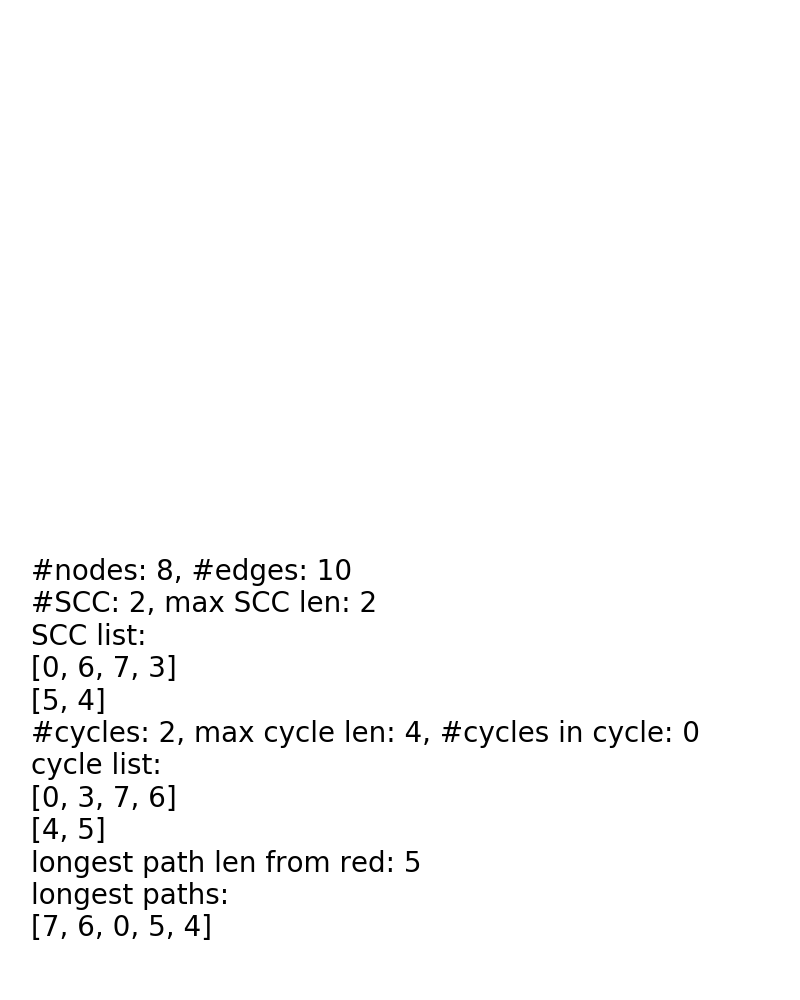 #nodes: 8, #edges: 10
#SCC: 2, max SCC len: 2
SCC list:
[0, 6, 7, 3]
[5, 4]
#cycles: 2, max cycle len: 4, #cycles in cycle: 0
cycle list:
[0, 3, 7, 6]
[4, 5]
longest path len from red: 5
longest paths:
[7, 6, 0, 5, 4]